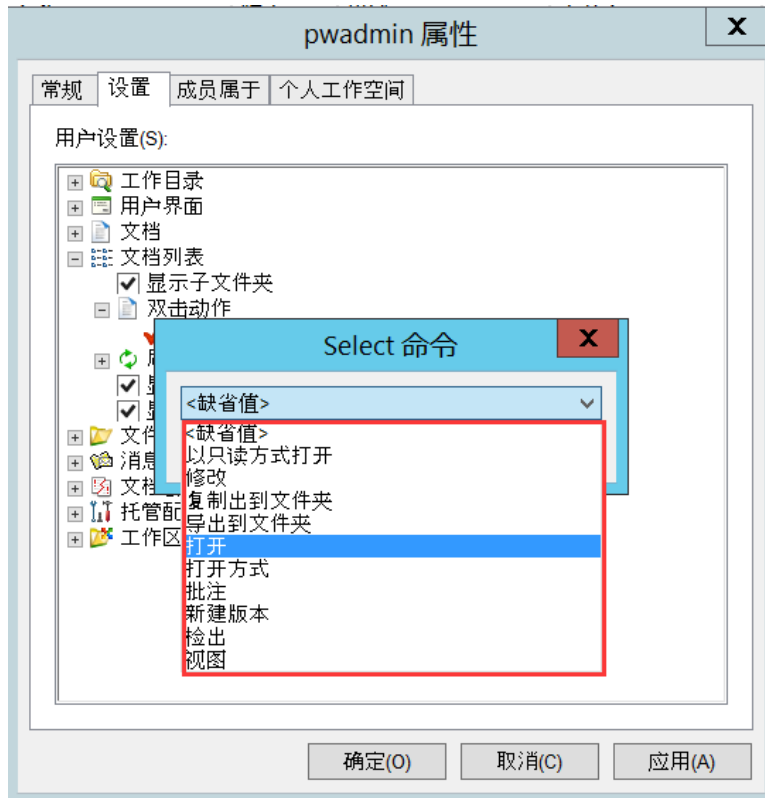 pwadmin 属性
X
常规 设置 成员属于 个人工作空间
用户设置(S):
工作目录
用户界面
文档
文档列表
显示子文件夹
双击动作
Select 命令
X
<缺省值>
<缺省值>
以只读方式打开
修改
复制出到文件夹
导出到文件夹
打开
打开方式
批注
新建版本
检出
视图
文件
消息
文档
托管配
工作区
确定(O) 取消(C) 应用(A)